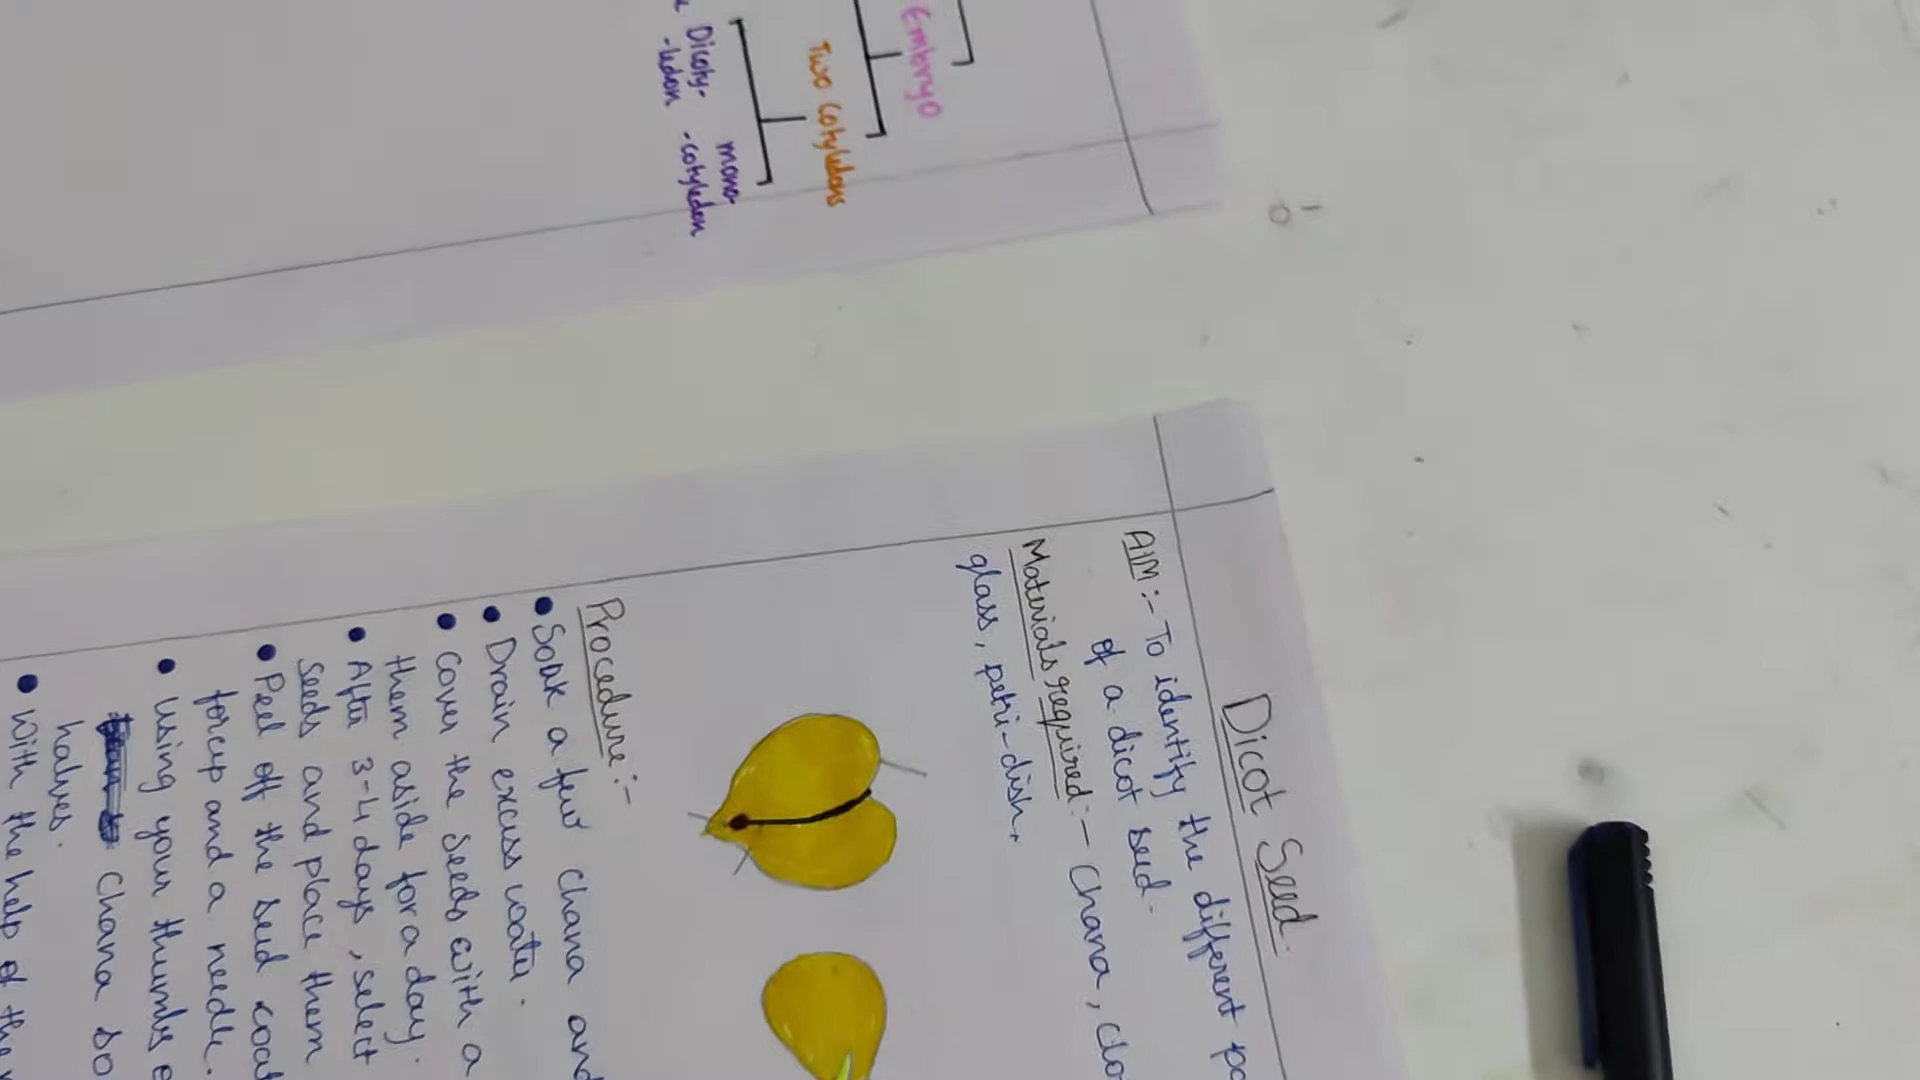 Embryo
Two Cotyledons
Dicoty- mono-
-ledon -cotyledon
Dicot Seed.
AIM:- To identify the different
of a dicot seed.
Materials required:- Chana,
glass, petri-dish,
Procedure:-
• Soak a few Chana and
• Drain excess water.
• Cover the seeds with a
them aside for a day.
• After 3-4 days, select
seeds and place them
• Peel off the seed coat
forcep and a needle.
• Using your thumbs
Chana so
halves.
• With the help of the